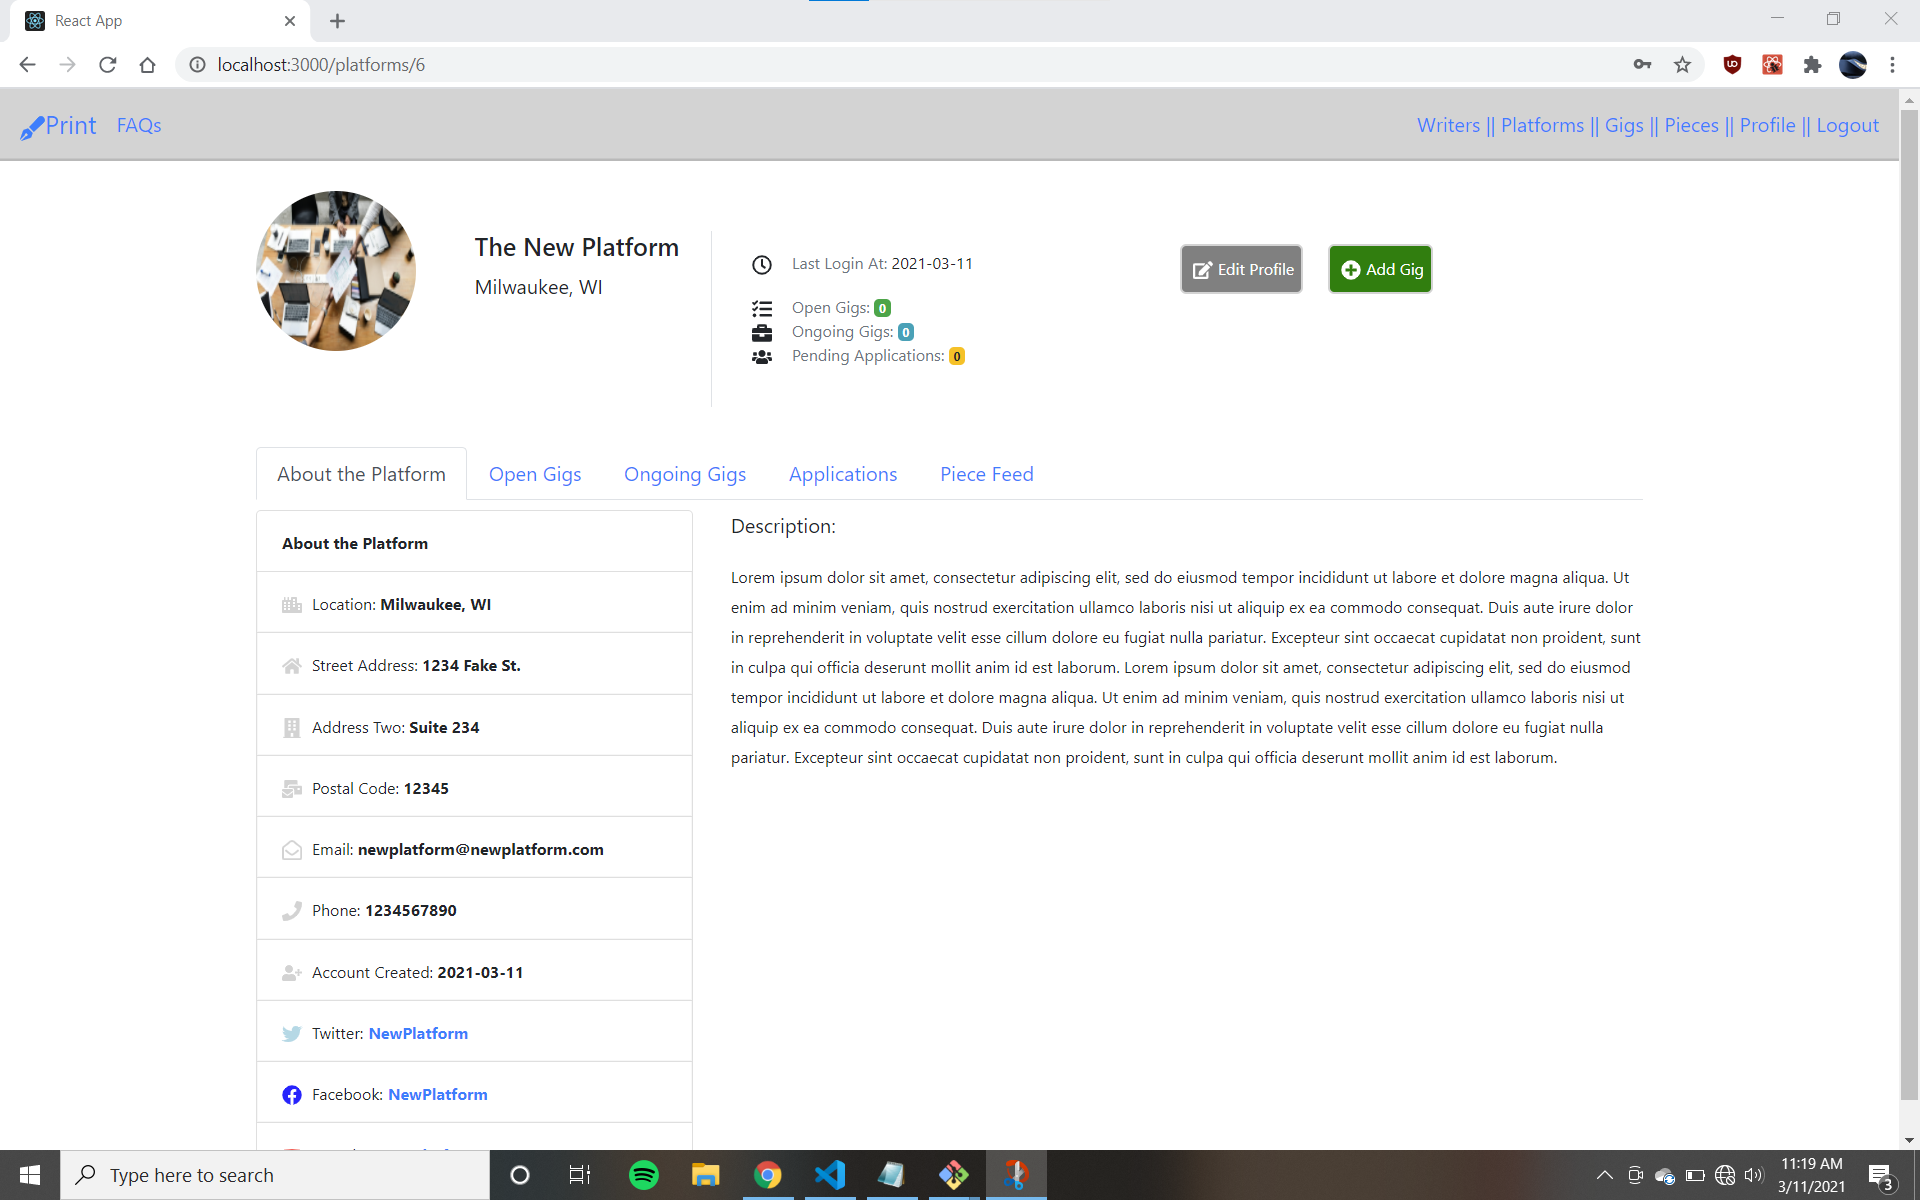 React App
localhost:3000/platforms/6
Print FAQs
Writers || Platforms || Gigs || Pieces || Profile || Logout
The New Platform
Milwaukee, WI
Last Login At: 2021-03-11
Open Gigs: 0
Ongoing Gigs: 0
Pending Applications: 0
Edit Profile
Add Gig
About the Platform Open Gigs Ongoing Gigs Applications Piece Feed
About the Platform
Location: Milwaukee, WI
Street Address: 1234 Fake St.
Address Two: Suite 234
Postal Code: 12345
Email: newplatform@newplatform.com
Phone: 1234567890
Account Created: 2021-03-11
Twitter: NewPlatform
Facebook: NewPlatform
Description:
Lorem ipsum dolor sit amet, consectetur adipiscing elit, sed do eiusmod tempor incididunt ut labore et dolore magna aliqua. Ut
enim ad minim veniam, quis nostrud exercitation ullamco laboris nisi ut aliquip ex ea commodo consequat. Duis aute irure dolor
in reprehenderit in voluptate velit esse cillum dolore eu fugiat nulla pariatur. Excepteur sint occaecat cupidatat non proident, sunt
in culpa qui officia deserunt mollit anim id est laborum. Lorem ipsum dolor sit amet, consectetur adipiscing elit, sed do eiusmod
tempor incididunt ut labore et dolore magna aliqua. Ut enim ad minim veniam, quis nostrud exercitation ullamco laboris nisi ut
aliquip ex ea commodo consequat. Duis aute irure dolor in reprehenderit in voluptate velit esse cillum dolore eu fugiat nulla
pariatur. Excepteur sint occaecat cupidatat non proident, sunt in culpa qui officia deserunt mollit anim id est laborum.
Type here to search
11:19 AM
3/11/2021
3